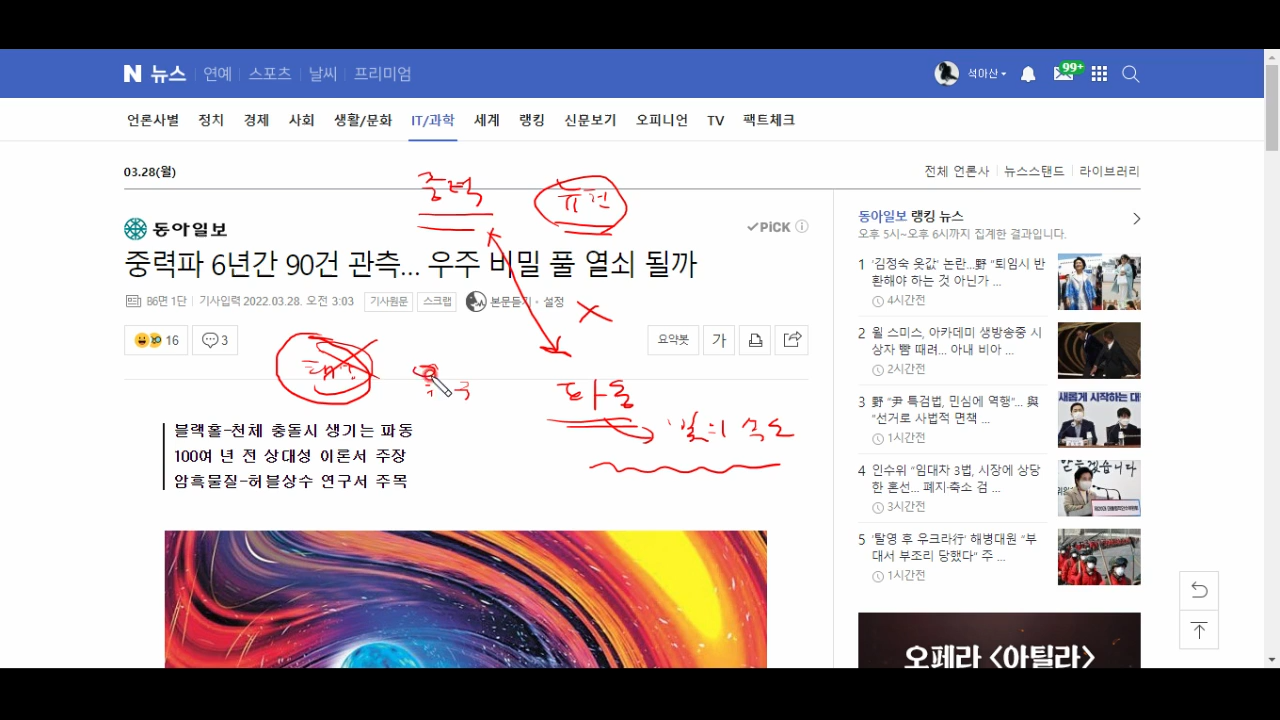 N 뉴스 연예 스포츠 날씨 프리미엄
석아산 99+
언론사별 정치 경제 사회 생활/문화 IT/과학 세계 랭킹 신문보기 오피니언 TV 팩트체크
03.28(월)
전체 언론사 뉴스스탠드 라이브러리
중력
동아일보
PiCK
중력파 6년간 90건 관측... 우주 비밀 풀 열쇠 될까
86면 1단 기사입력 2022.03.28. 오전 3:03 기사원문 스크랩 본문듣기 설정
16 3
요약봇 가
파동
빛의 속도
블랙홀-천체 충돌시 생기는 파동
100여 년 전 상대성 이론서 주장
암흑물질-허블상수 연구서 주목
동아일보 랭킹 뉴스
오후 5시~오후 6시까지 집계한 결과입니다.
1 '김정숙 옷값' 논란...野 "퇴임시 반
환해야 하는 것 아닌가 ...
4시간전
2 윌 스미스, 아카데미 생방송중 시
상자 뺨 때려... 아내 비아 ...
2시간전
3 野 "尹 특검법, 민심에 역행"... 與
"선거로 사법적 면책 ...
1시간전
새롭게 시작하는 대
4 인수위 "임대차 3법, 시장에 상당
한 혼선... 폐지·축소 검 ...
3시간전
5 '탈영 후 우크라行' 해병대원 "부
대서 부조리 당했다" 주 ...
1시간전
오페라 〈아틸라〉